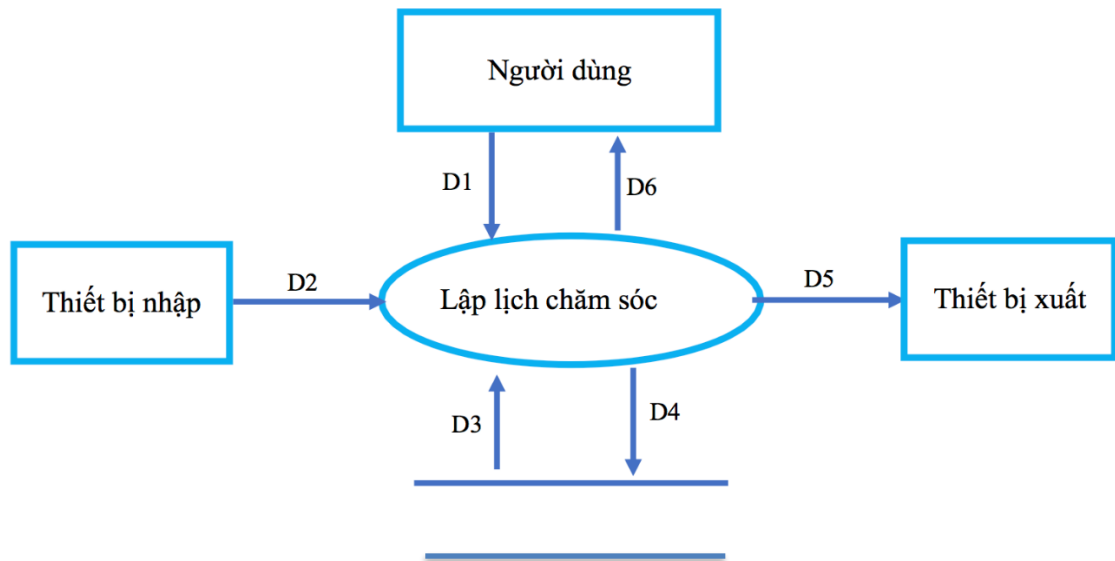 Người dùng
D1
D6
Thiết bị nhập
D2
Lập lịch chăm sóc
D5
Thiết bị xuất
D3
D4